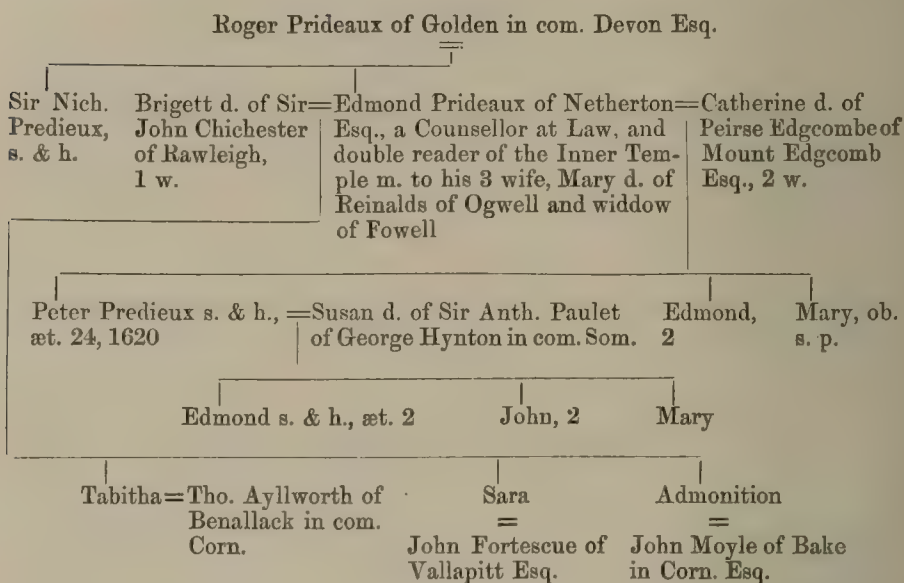 Roger Prideaux of Golden in com. Devon Esq.
Sir Nich.
Predieux,
s. & h.
Brigett d. of Sir=
John Chichester
of Rawleigh,
1 w.
Edmond Prideaux of Netherton=
Esq., a Counsellor at Law, and
double reader of the Inner Tem-
ple m. to his 3 wife, Mary d. of
Reinalds of Ogwell and widdow
of Fowell
Catherine d. of
Peirse Edgcombe of
Mount Edgcomb
Esq., 2 w.
Peter Predieux s. & h.,=
æt. 24, 1620
Susan d. of Sir Anth. Paulet
of George Hynton in com. Som.
Edmond,
2
Mary, ob.
s. p.
Edmond s. & h., æt. 2
John, 2
Mary
Tabitha=
Tho. Ayllworth of
Benallack in com.
Corn.
Sara
=
John Fortescue of
Vallapitt Esq.
Admonition
=
John Moyle of Bake
in Corn. Esq.